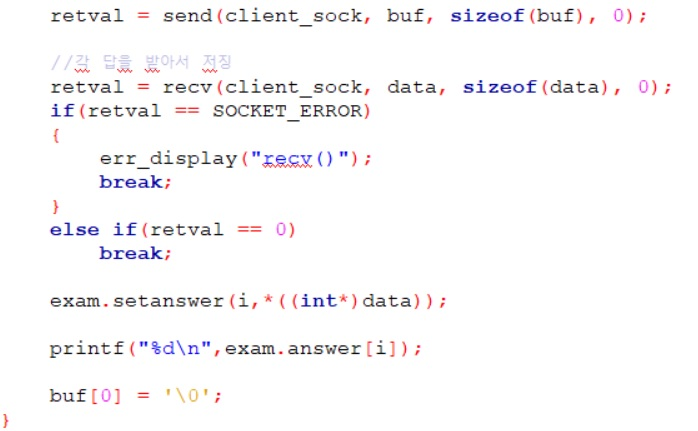 retval = send(client_sock, buf, sizeof(buf), 0);
//각 답을 받아서 저징
retval = recv(client_sock, data, sizeof(data), 0);
if(retval == SOCKET_ERROR)
{
err_display("recv()");
break;
}
else if(retval == 0)
break;
exam.setanswer(i,*((int*)data));
printf("%d\n",exam.answer[i]);
buf[0] = '\0';
}